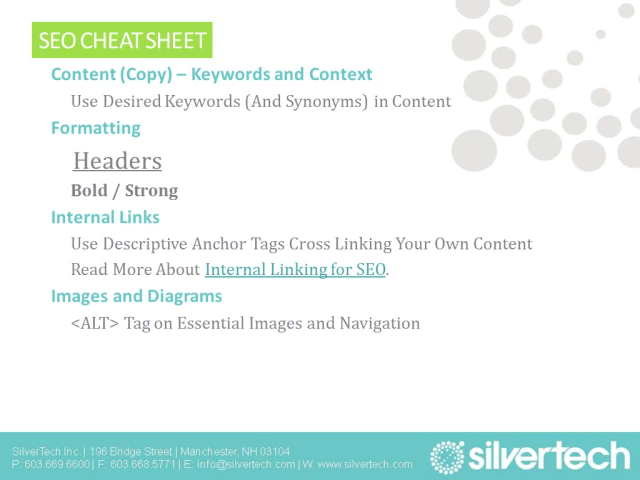 SEO CHEAT SHEET
Content (Copy) – Keywords and Context
Use Desired Keywords (And Synonyms) in Content
Formatting
Headers
Bold / Strong
Internal Links
Use Descriptive Anchor Tags Cross Linking Your Own Content
Read More About Internal Linking for SEO.
Images and Diagrams
<ALT> Tag on Essential Images and Navigation
SilverTech Inc. | 196 Bridge Street | Manchester, NH 03104
P: 603.669.6600 | F: 603.668.5771 | E: info@silvertech.com | W: www.silvertech.com
silvertech